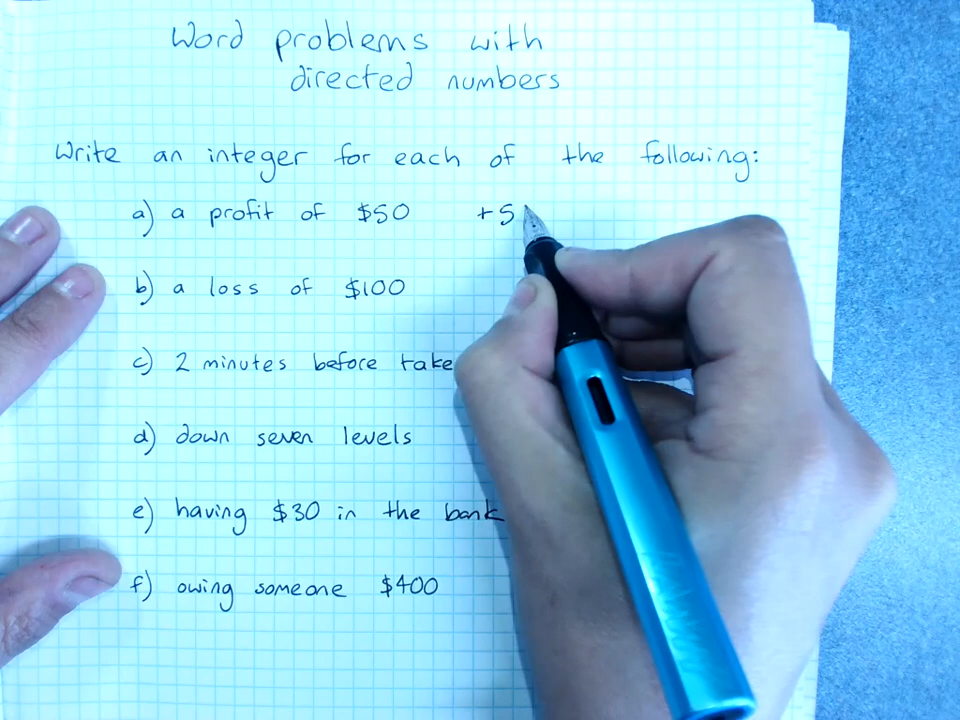 Word problems with
directed numbers
Write an integer for each of the following:
a) a profit of $50 +5
b) a loss of $100
c) 2 minutes before take
d) down seven levels
e) having $30 in the bank
f) owing someone $400